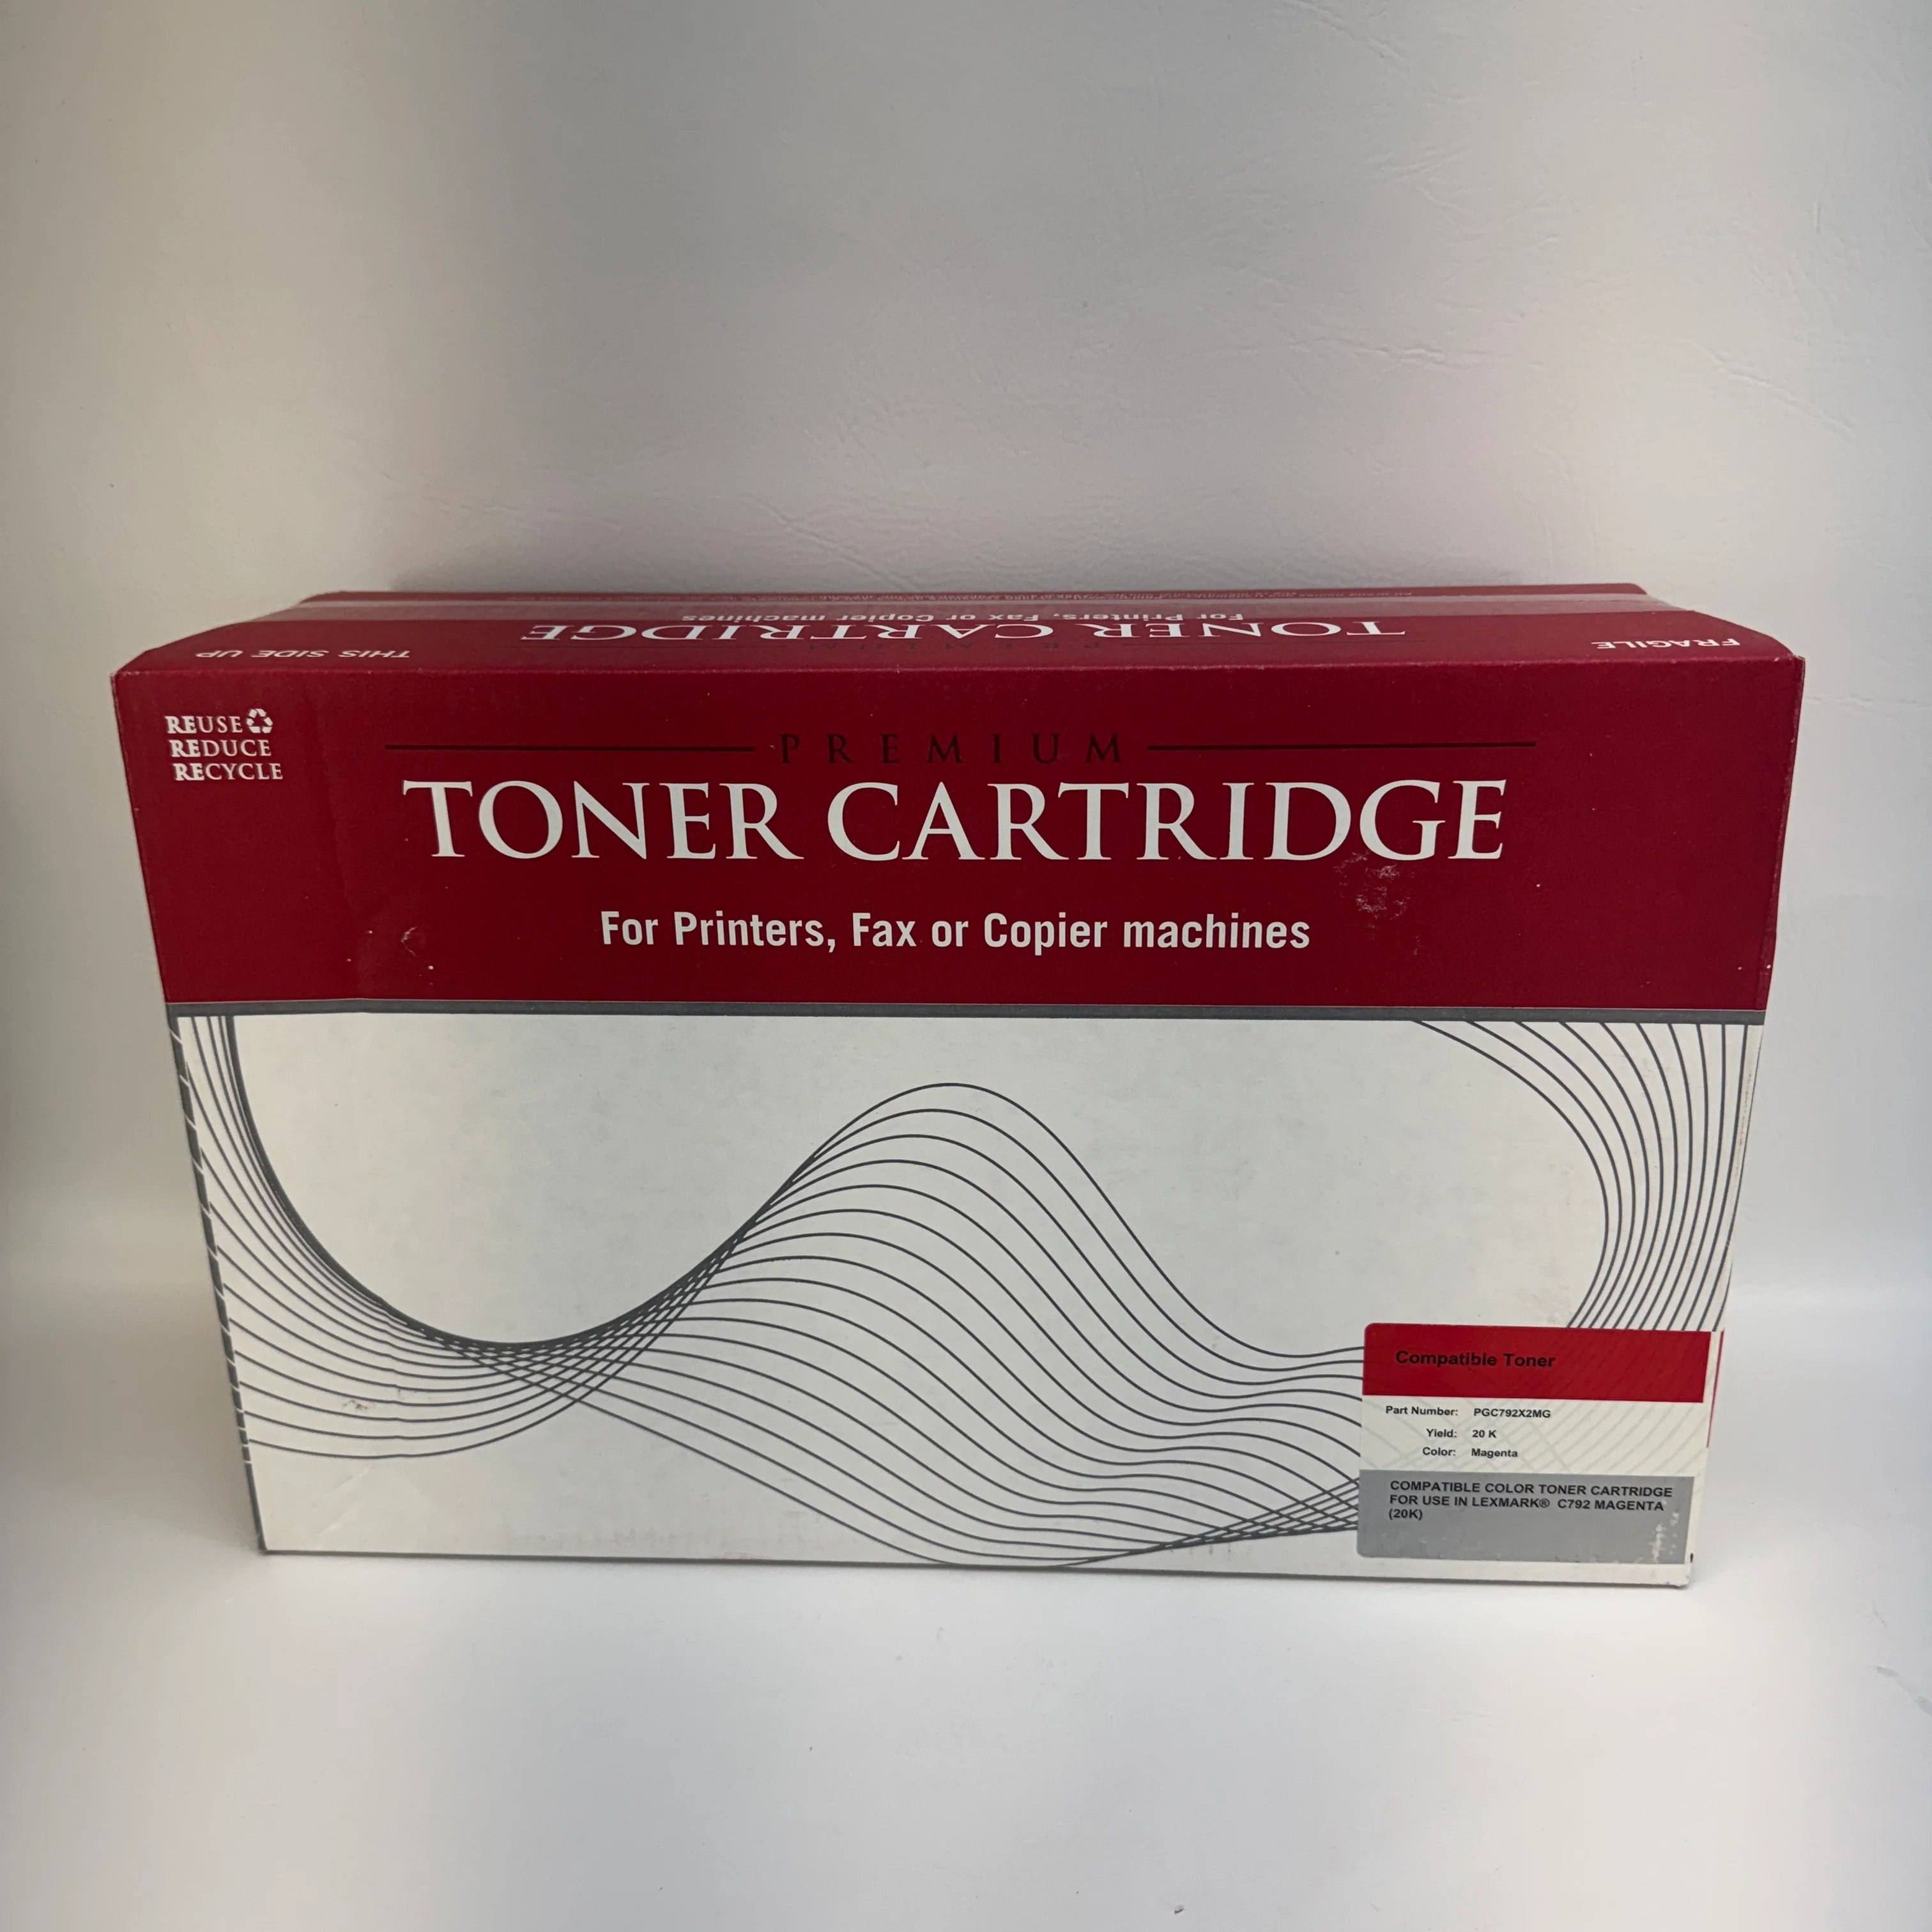 For Printers, Fax or Copier machines
TONER CARTRIDGE
PREMIUM
THIS SIDE UP
FRAGILE
REUSE
REDUCE
RECYCLE
PREMIUM
TONER CARTRIDGE
For Printers, Fax or Copier machines
Compatible Toner
Part Number: PGC792X2MG
Yield: 20 K
Color: Magenta
COMPATIBLE COLOR TONER CARTRIDGE
FOR USE IN LEXMARK® C792 MAGENTA
(20K)